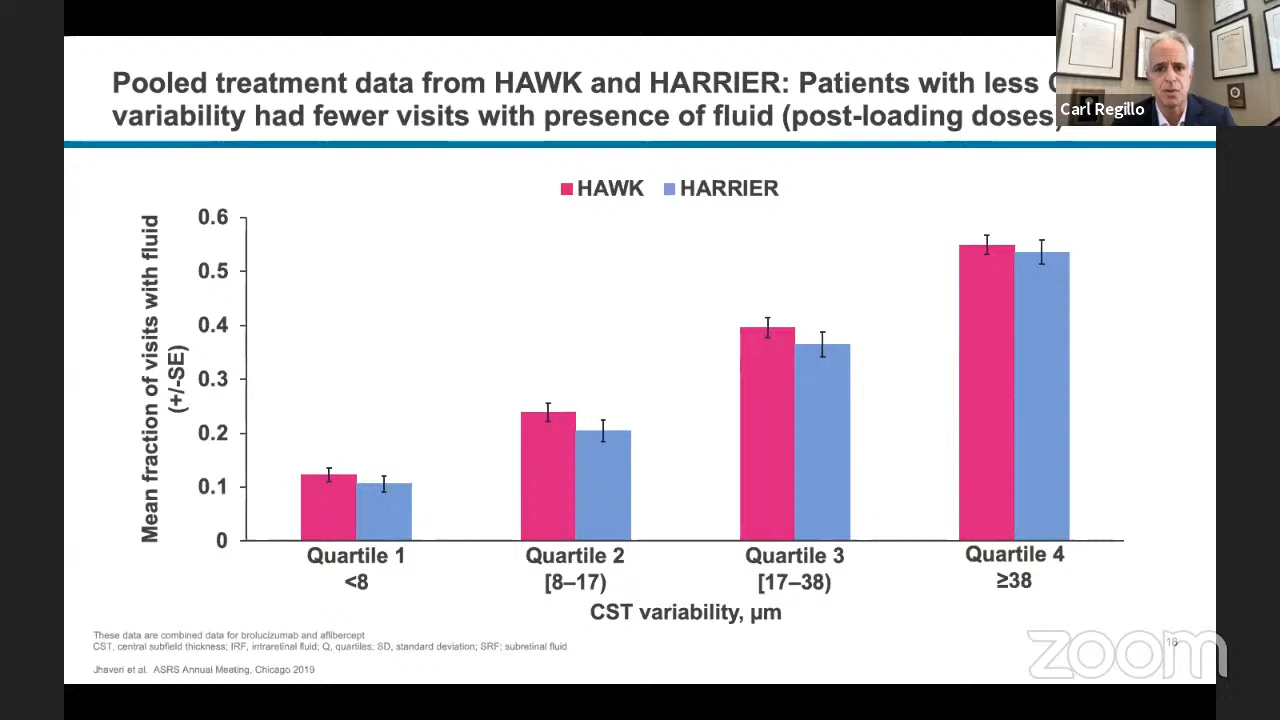 Pooled treatment data from HAWK and HARRIER: Patients with less
variability had fewer visits with presence of fluid (post-loading doses)
Carl Regillo
HAWK HARRIER
Mean fraction of visits with fluid
(+/-SE)
0.6
0.5
0.4
0.3
0.2
0.1
0
Quartile 1
<8
Quartile 2
[8–17)
Quartile 3
[17–38)
Quartile 4
≥38
CST variability, μm
These data are combined data for brolucizumab and aflibercept
CST, central subfield thickness; IRF, intraretinal fluid; Q, quartiles; SD, standard deviation; SRF: subretinal fluid
Jhaveri et al. ASRS Annual Meeting, Chicago 2019
18
zoom